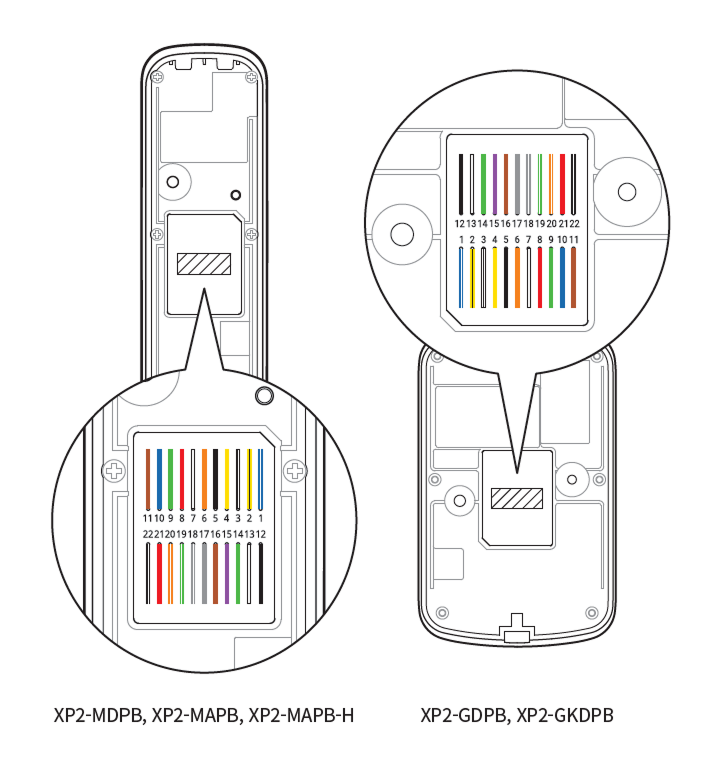 12 13 14 15 16 17 18 19 20 21 22
1 2 3 4 5 6 7 8 9 10 11
11 10 9 8 7 6 5 4 3 2 1
22 21 20 19 18 17 16 15 14 13 12
XP2-MDPB, XP2-MAPB, XP2-MAPB-H
XP2-GDPB, XP2-GKDPB